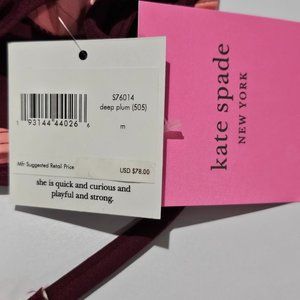 S76014
deep plum (505)
1 93144 44026 6
m
Mfr Suggested Retail Price
USD $78.00
she is quick and curious and
playful and strong.
kate spade
NEW YORK